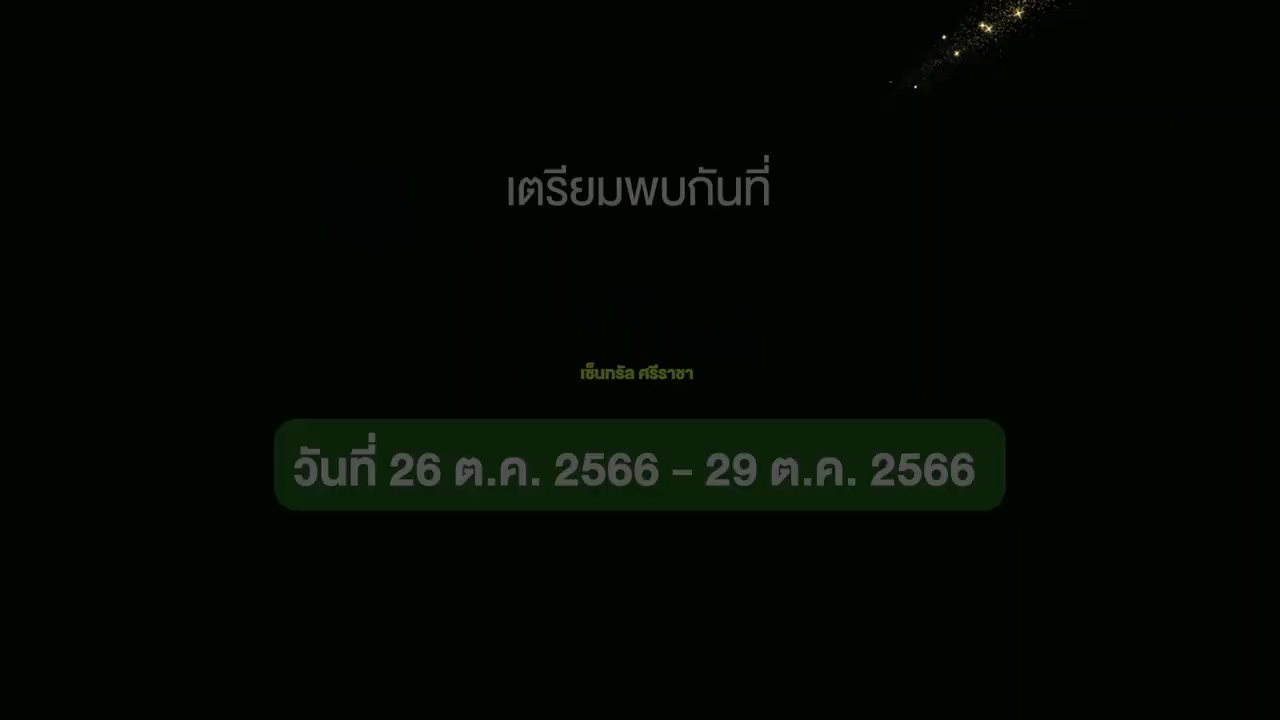 เตรียมพบกันที่
เซ็นทรัล ศรีราชา
วันที่ 26 ต.ค. 2566 - 29 ต.ค. 2566